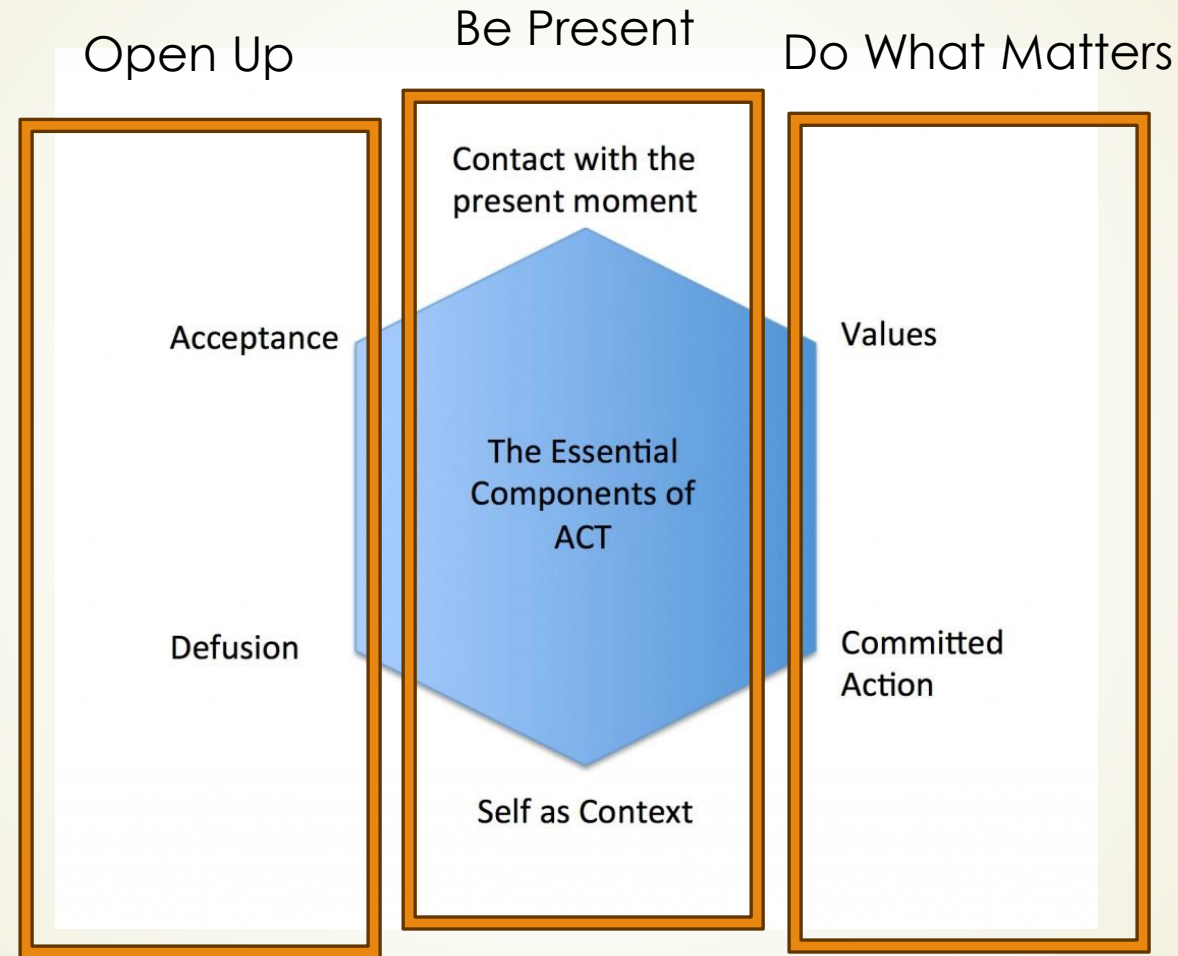 Open Up
Be Present
Do What Matters
Contact with the
present moment
Acceptance
Values
The Essential
Components of
ACT
Defusion
Committed
Action
Self as Context